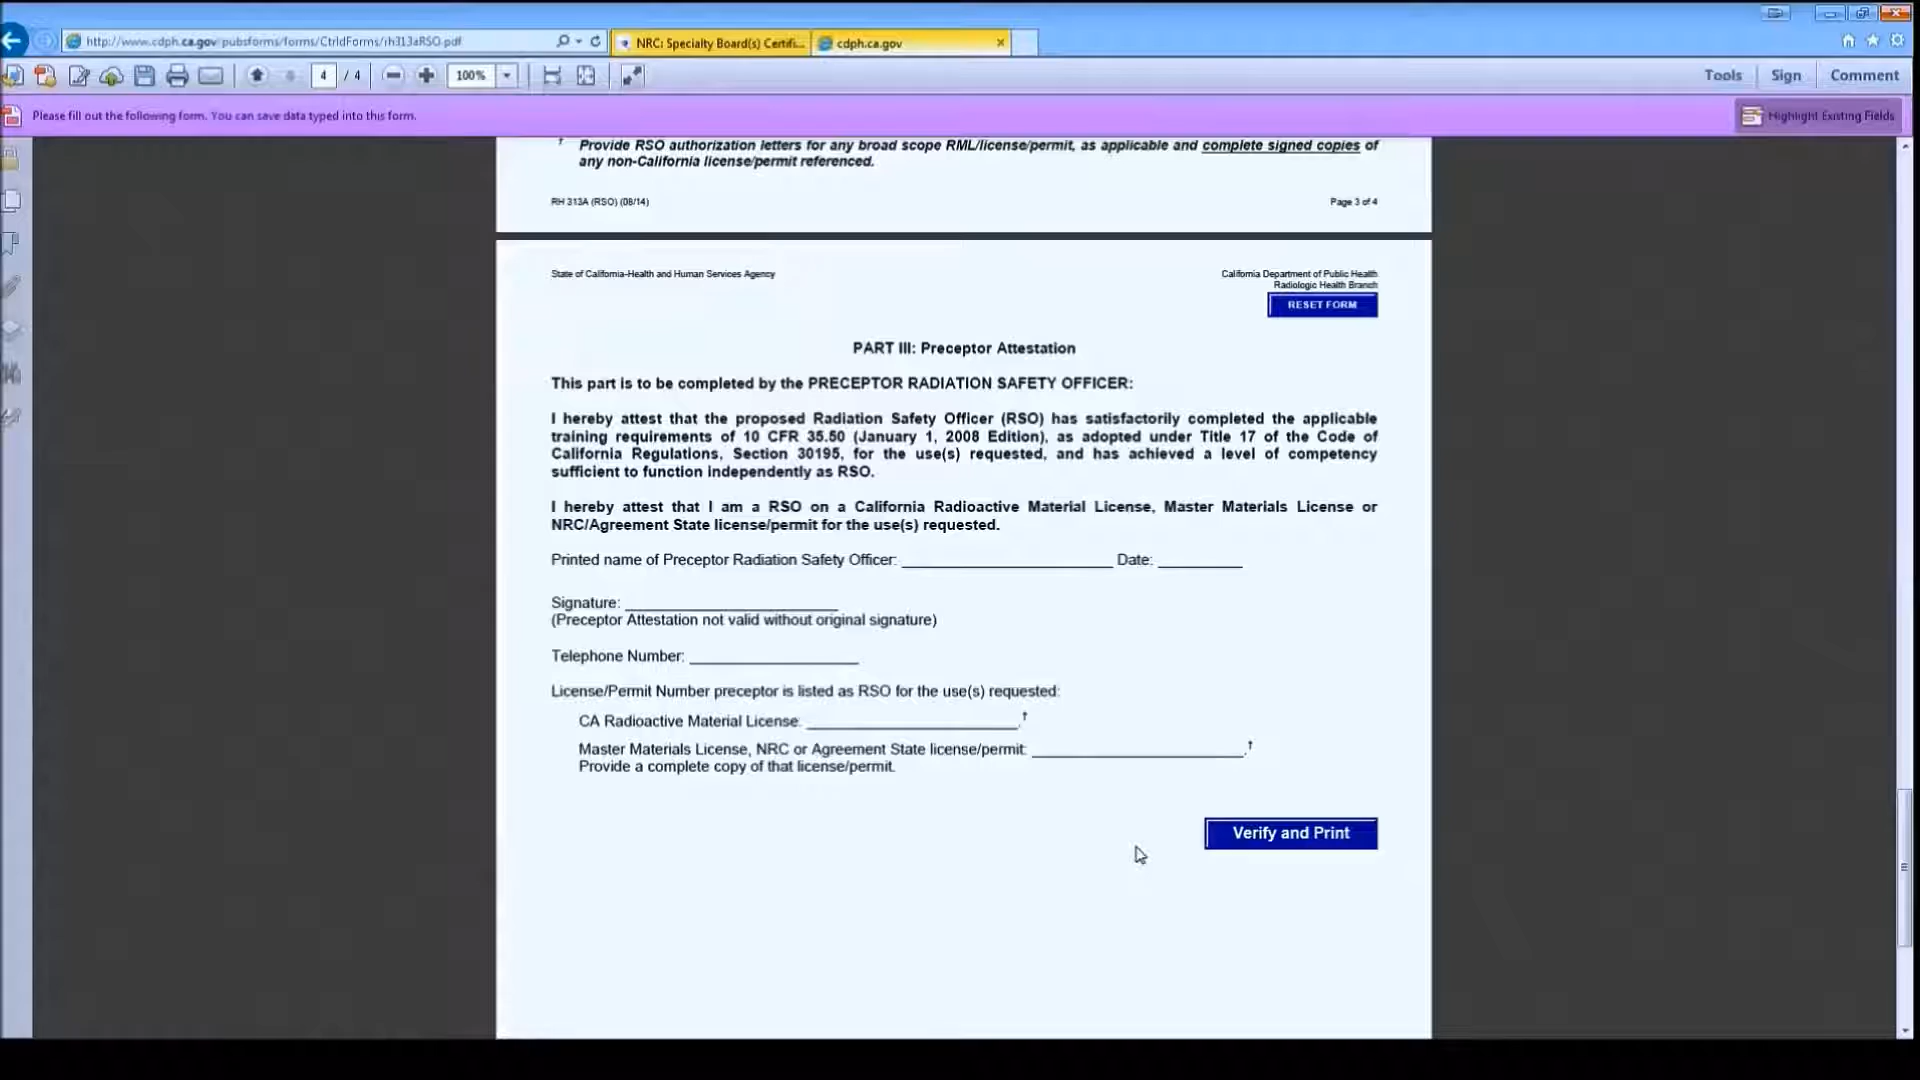 http://www.cdph.ca.gov/pubsforms/forms/CtrldForms/rh313aRSO.pdf
NRC: Specialty Board(s) Certifi...
cdph.ca.gov
4 / 4
100%
Tools
Sign
Comment
Please fill out the following form. You can save data typed into this form.
Highlight Existing Fields
† Provide RSO authorization letters for any broad scope RML/license/permit, as applicable and complete signed copies of
any non-California license/permit referenced.
RH 313A (RSO) (08/14)
Page 3 of 4
State of California-Health and Human Services Agency
California Department of Public Health
Radiologic Health Branch
RESET FORM
PART III: Preceptor Attestation
This part is to be completed by the PRECEPTOR RADIATION SAFETY OFFICER:
I hereby attest that the proposed Radiation Safety Officer (RSO) has satisfactorily completed the applicable
training requirements of 10 CFR 35.50 (January 1, 2008 Edition), as adopted under Title 17 of the Code of
California Regulations, Section 30195, for the use(s) requested, and has achieved a level of competency
sufficient to function independently as RSO.
I hereby attest that I am a RSO on a California Radioactive Material License, Master Materials License or
NRC/Agreement State license/permit for the use(s) requested.
Printed name of Preceptor Radiation Safety Officer: Date:
Signature:
(Preceptor Attestation not valid without original signature)
Telephone Number:
License/Permit Number preceptor is listed as RSO for the use(s) requested:
CA Radioactive Material License: .†
Master Materials License, NRC or Agreement State license/permit: .†
Provide a complete copy of that license/permit.
Verify and Print